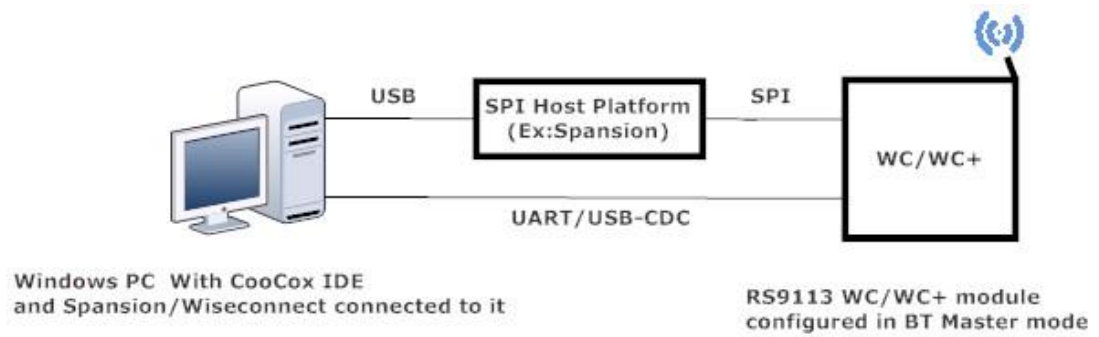 USB
SPI Host Platform
(Ex:Spansion)
SPI
WC/WC+
UART/USB-CDC
Windows PC With CooCox IDE
and Spansion/Wiseconnect connected to it
RS9113 WC/WC+ module
configured in BT Master mode